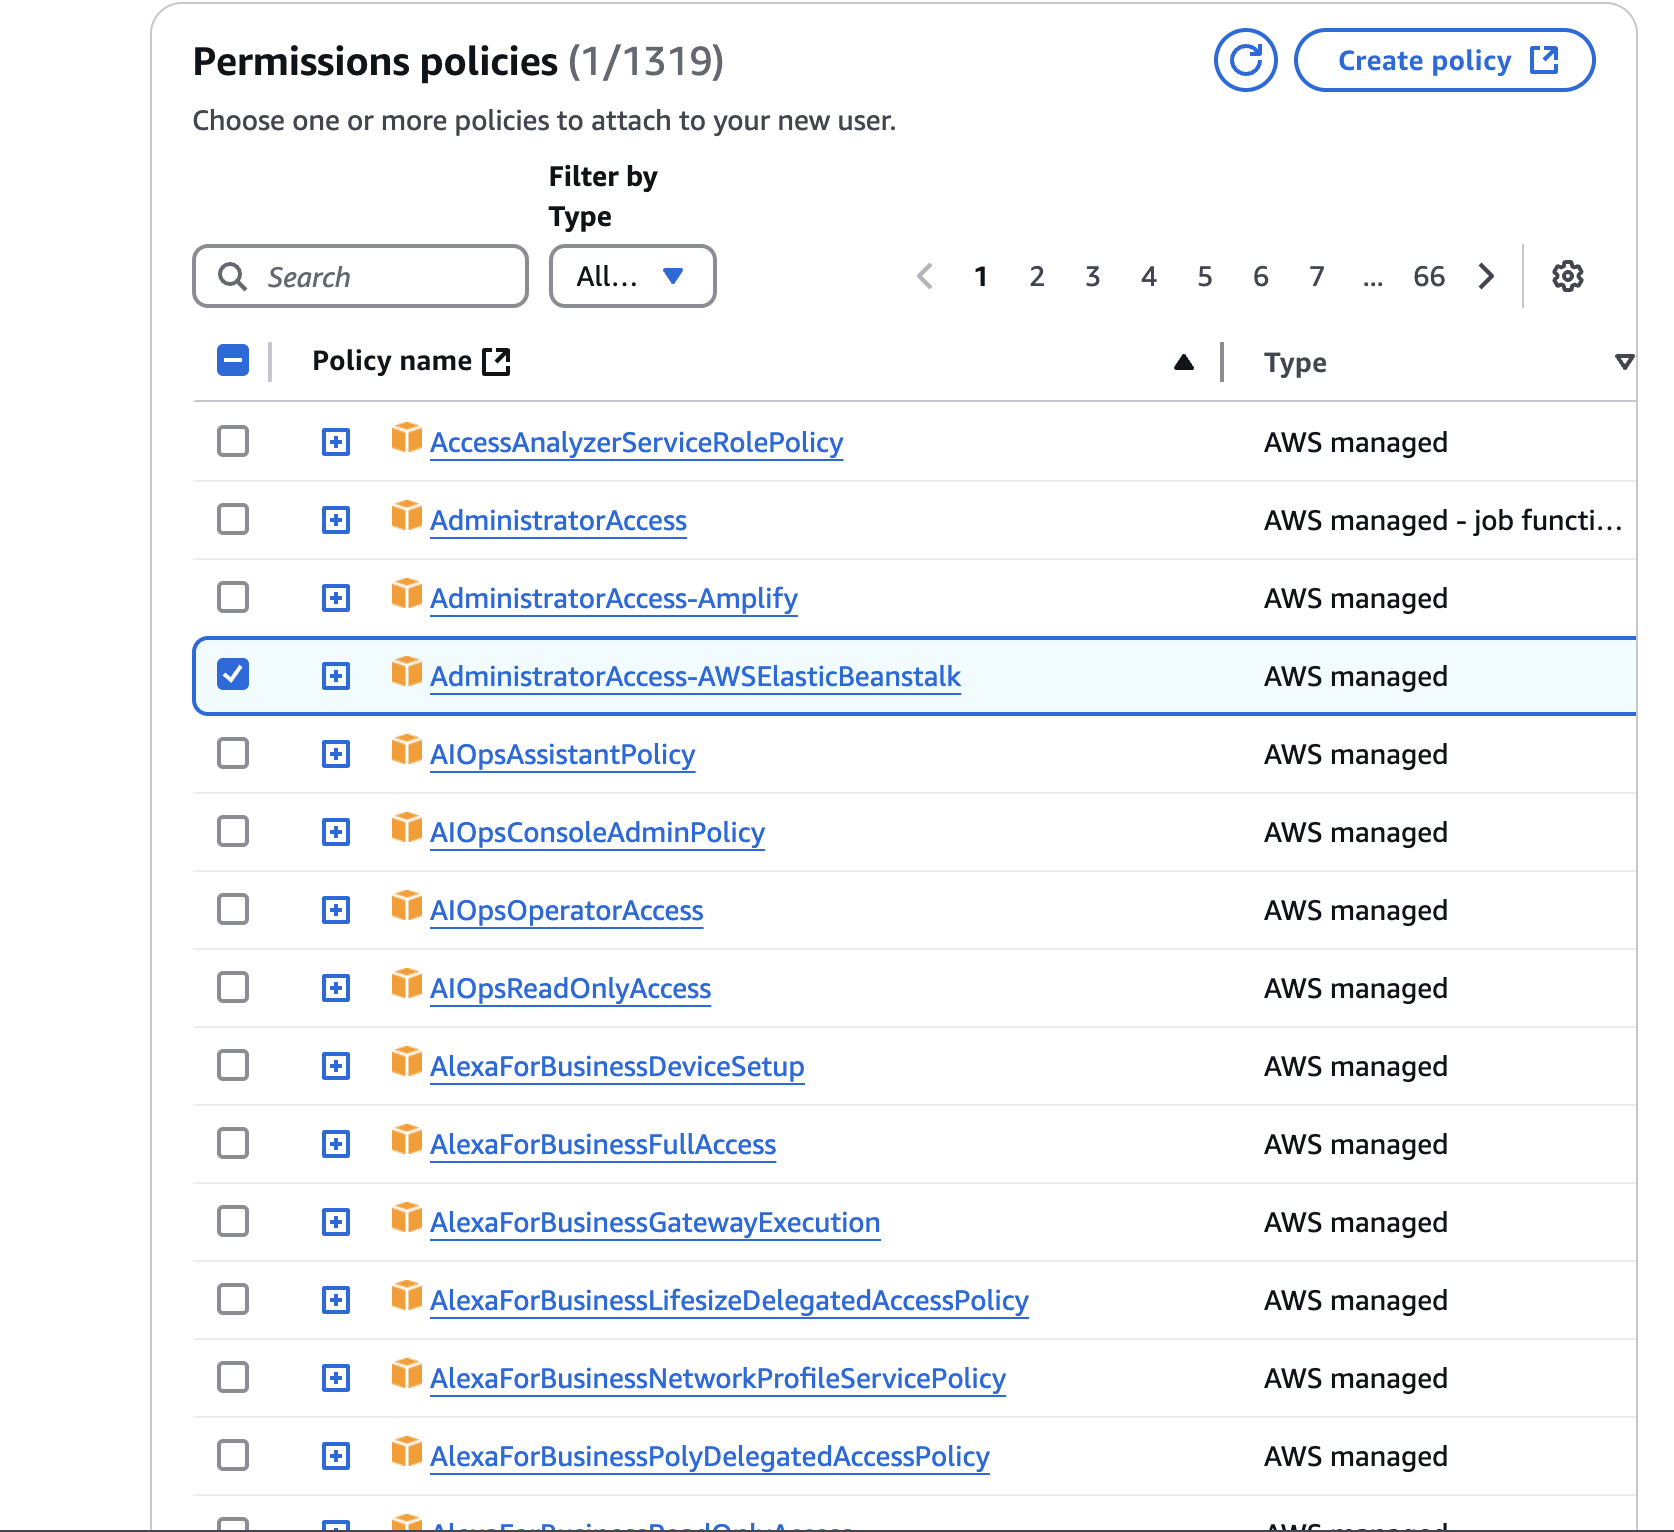 Permissions policies (1/1319)
Create policy
Choose one or more policies to attach to your new user.
Filter by
Type
Search
All...
1 2 3 4 5 6 7 ... 66
Policy name
Type
AccessAnalyzerServiceRolePolicy AWS managed
AdministratorAccess AWS managed - job functi...
AdministratorAccess-Amplify AWS managed
AdministratorAccess-AWSElasticBeanstalk AWS managed
AIOpsAssistantPolicy AWS managed
AIOpsConsoleAdminPolicy AWS managed
AIOpsOperatorAccess AWS managed
AIOpsReadOnlyAccess AWS managed
AlexaForBusinessDeviceSetup AWS managed
AlexaForBusinessFullAccess AWS managed
AlexaForBusinessGatewayExecution AWS managed
AlexaForBusinessLifesizeDelegatedAccessPolicy AWS managed
AlexaForBusinessNetworkProfileServicePolicy AWS managed
AlexaForBusinessPolyDelegatedAccessPolicy AWS managed
AlexaForBusinessReadOnlyAccess AWS managed